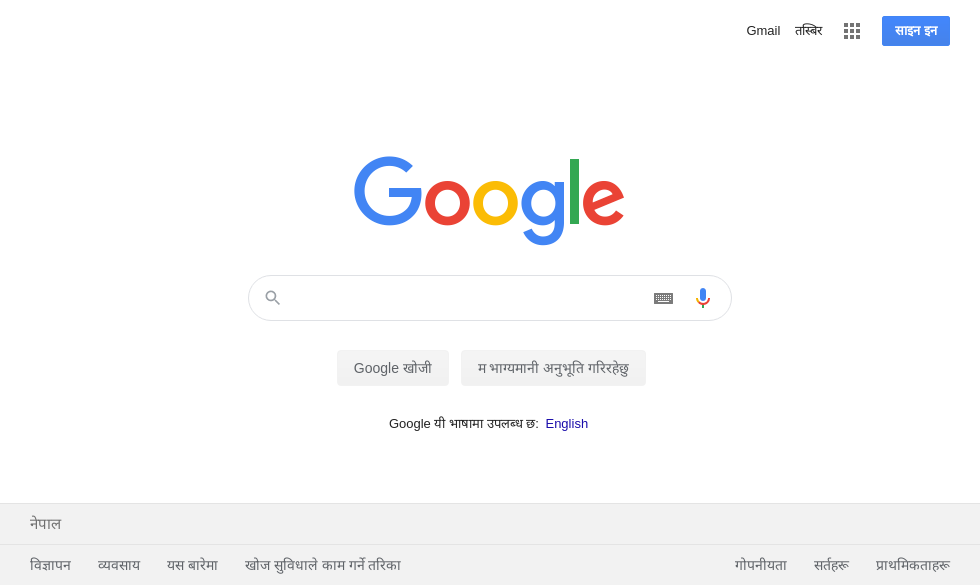 Gmail तस्बिर साइन इन
Google
Google खोजी म भाग्यमानी अनुभूति गरिरहेछु
Google यी भाषामा उपलब्ध छ: English
नेपाल
विज्ञापन व्यवसाय यस बारेमा खोज सुविधाले काम गर्ने तरिका गोपनीयता सर्तहरू प्राथमिकताहरू